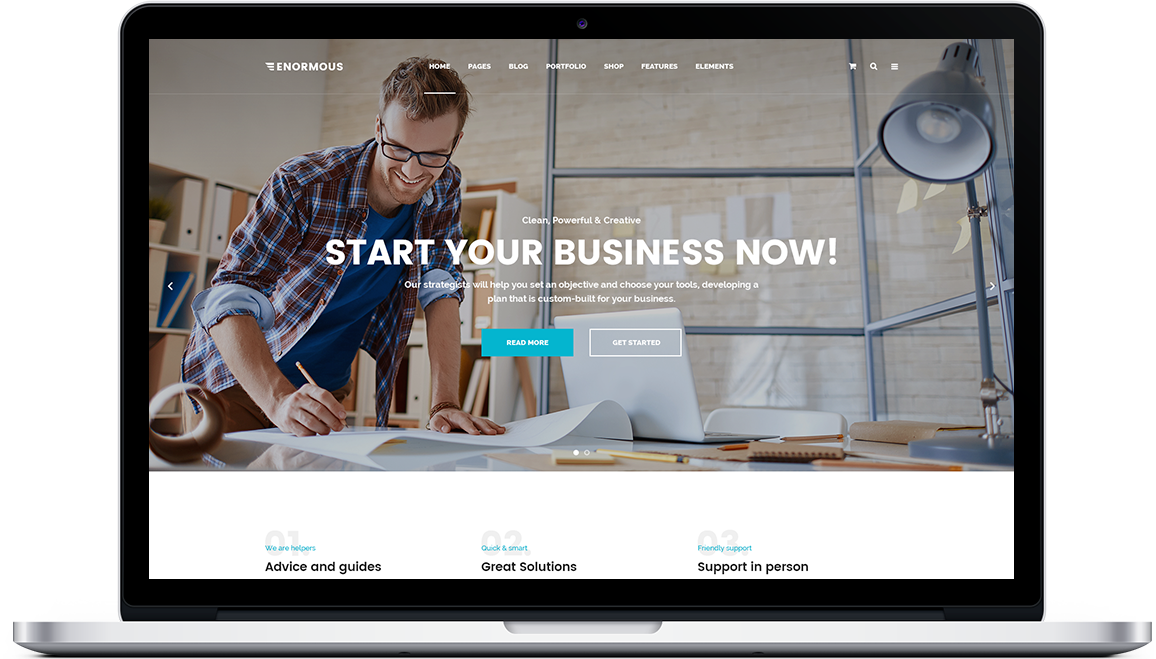 ENORMOUS
HOME PAGES BLOG PORTFOLIO SHOP FEATURES ELEMENTS
Clean, Powerful & Creative
START YOUR BUSINESS NOW!
Our strategists will help you set an objective and choose your tools, developing a
plan that is custom-built for your business.
READ MORE GET STARTED
01. 02. 03.
We are helpers Quick & smart Friendly support
Advice and guides Great Solutions Support in person